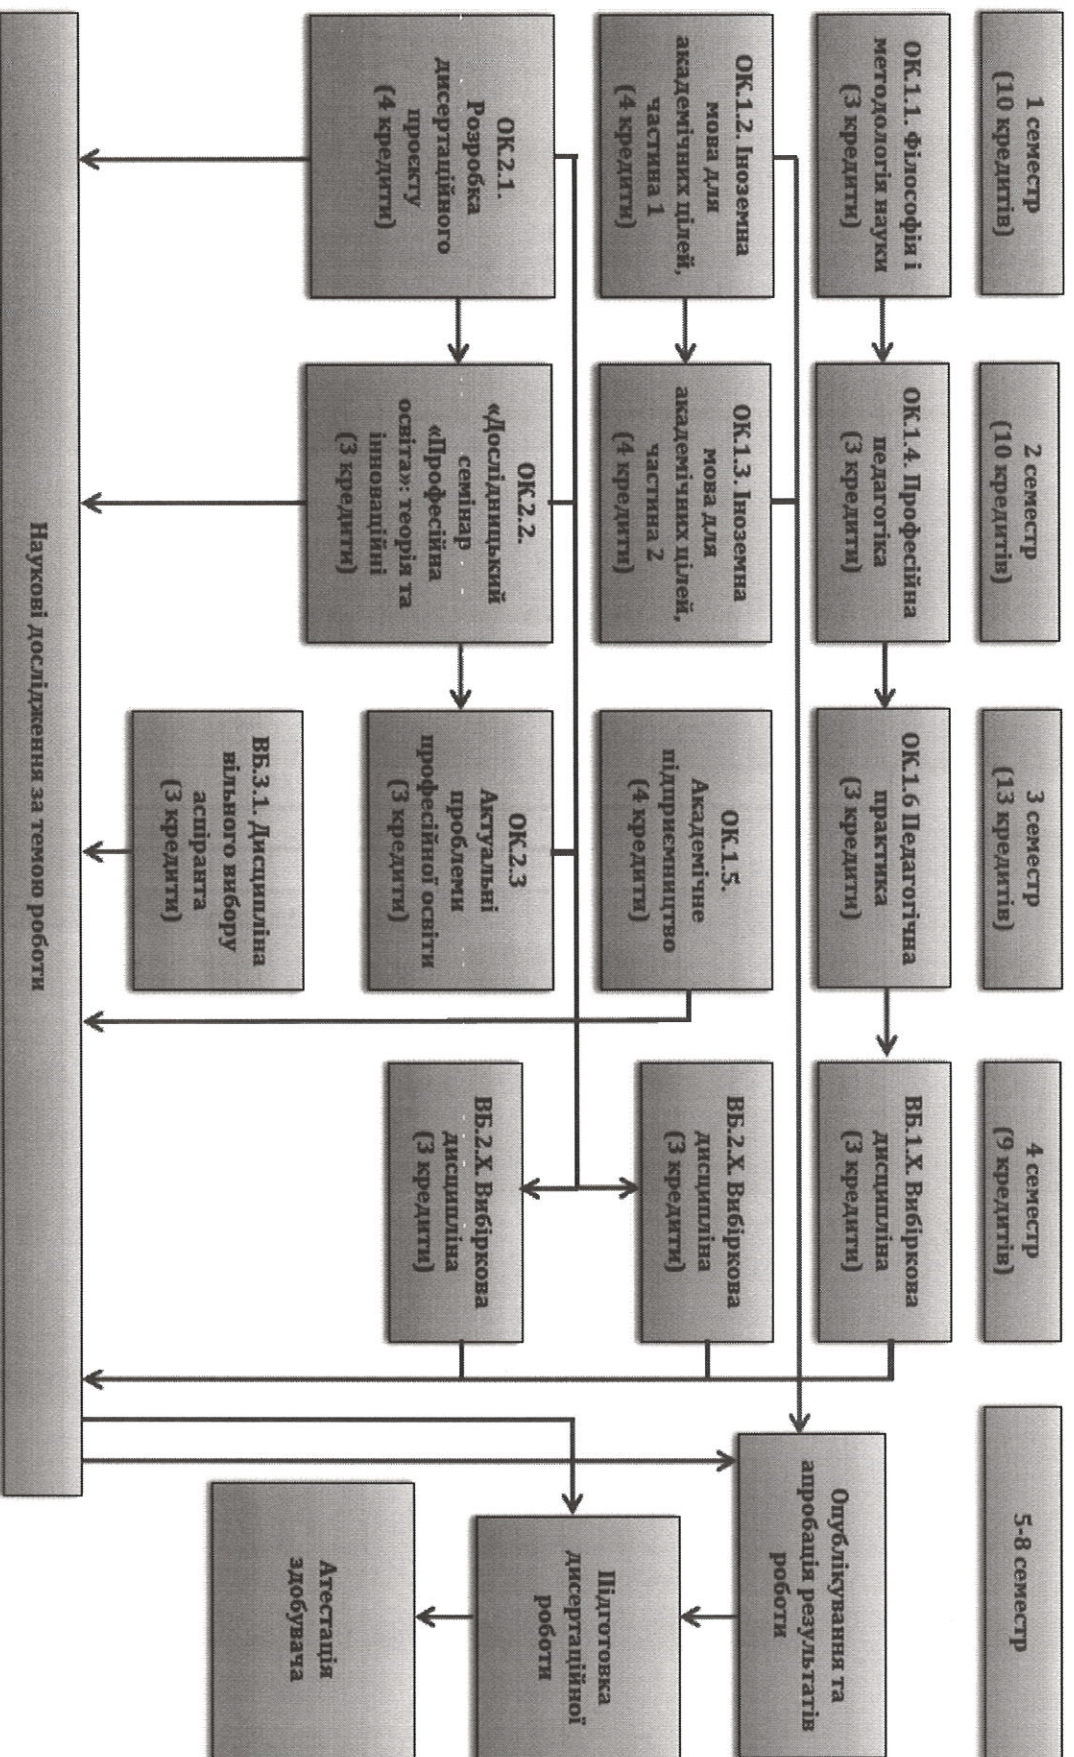 1 семестр
(10 кредитів)
2 семестр
(10 кредитів)
3 семестр
(13 кредитів)
4 семестр
(9 кредитів)
5-8 семестр
ОК.1.1. Філософія і
методологія науки
(3 кредити)
ОК.1.4. Професійна
педагогіка
(3 кредити)
ОК.1.6 Педагогічна
практика
(3 кредити)
ВБ.1.Х. Вибіркова
дисципліна
(3 кредити)
Опублікування та
апробація результатів
роботи
ОК.1.2. Іноземна
мова для
академічних цілей,
частина 1
(4 кредити)
ОК.1.3. Іноземна
мова для
академічних цілей,
частина 2
(4 кредити)
ОК.1.5.
Академічне
підприємництво
(4 кредити)
ВБ.2.Х. Вибіркова
дисципліна
(3 кредити)
Підготовка
дисертаційної
роботи
ОК.2.1.
Розробка
дисертаційного
проєкту
(4 кредити)
ОК.2.2.
«Дослідницький
семінар
«Професійна
освіта»: теорія та
інноваційні
(3 кредити)
ОК.2.3
Актуальні
проблеми
професійної освіти
(3 кредити)
ВБ.2.Х. Вибіркова
дисципліна
(3 кредити)
Атестація
здобувача
ВБ.3.1. Дисципліна
вільного вибору
аспіранта
(3 кредити)
Наукові дослідження за темою роботи